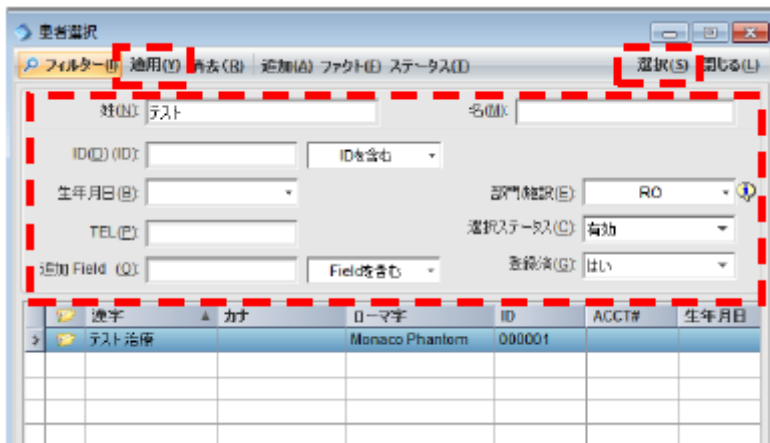 患者選択
フィルター(I) 適用(Y) 消去(R) 追加(A) ファクト(F) ステータス(T) 選択(S) 閉じる(L)
姓(N): テスト 名(M):
ID(D)(ID): IDを含む
生年月日(B): 部門/施設(E): RO
TEL(P): 選択ステータス(C): 有効
追加 Field (O): Fieldを含む 登録済(G): はい
漢字 カナ ローマ字 ID ACCT# 生年月日
テスト治療 Monaco Phantom 000001